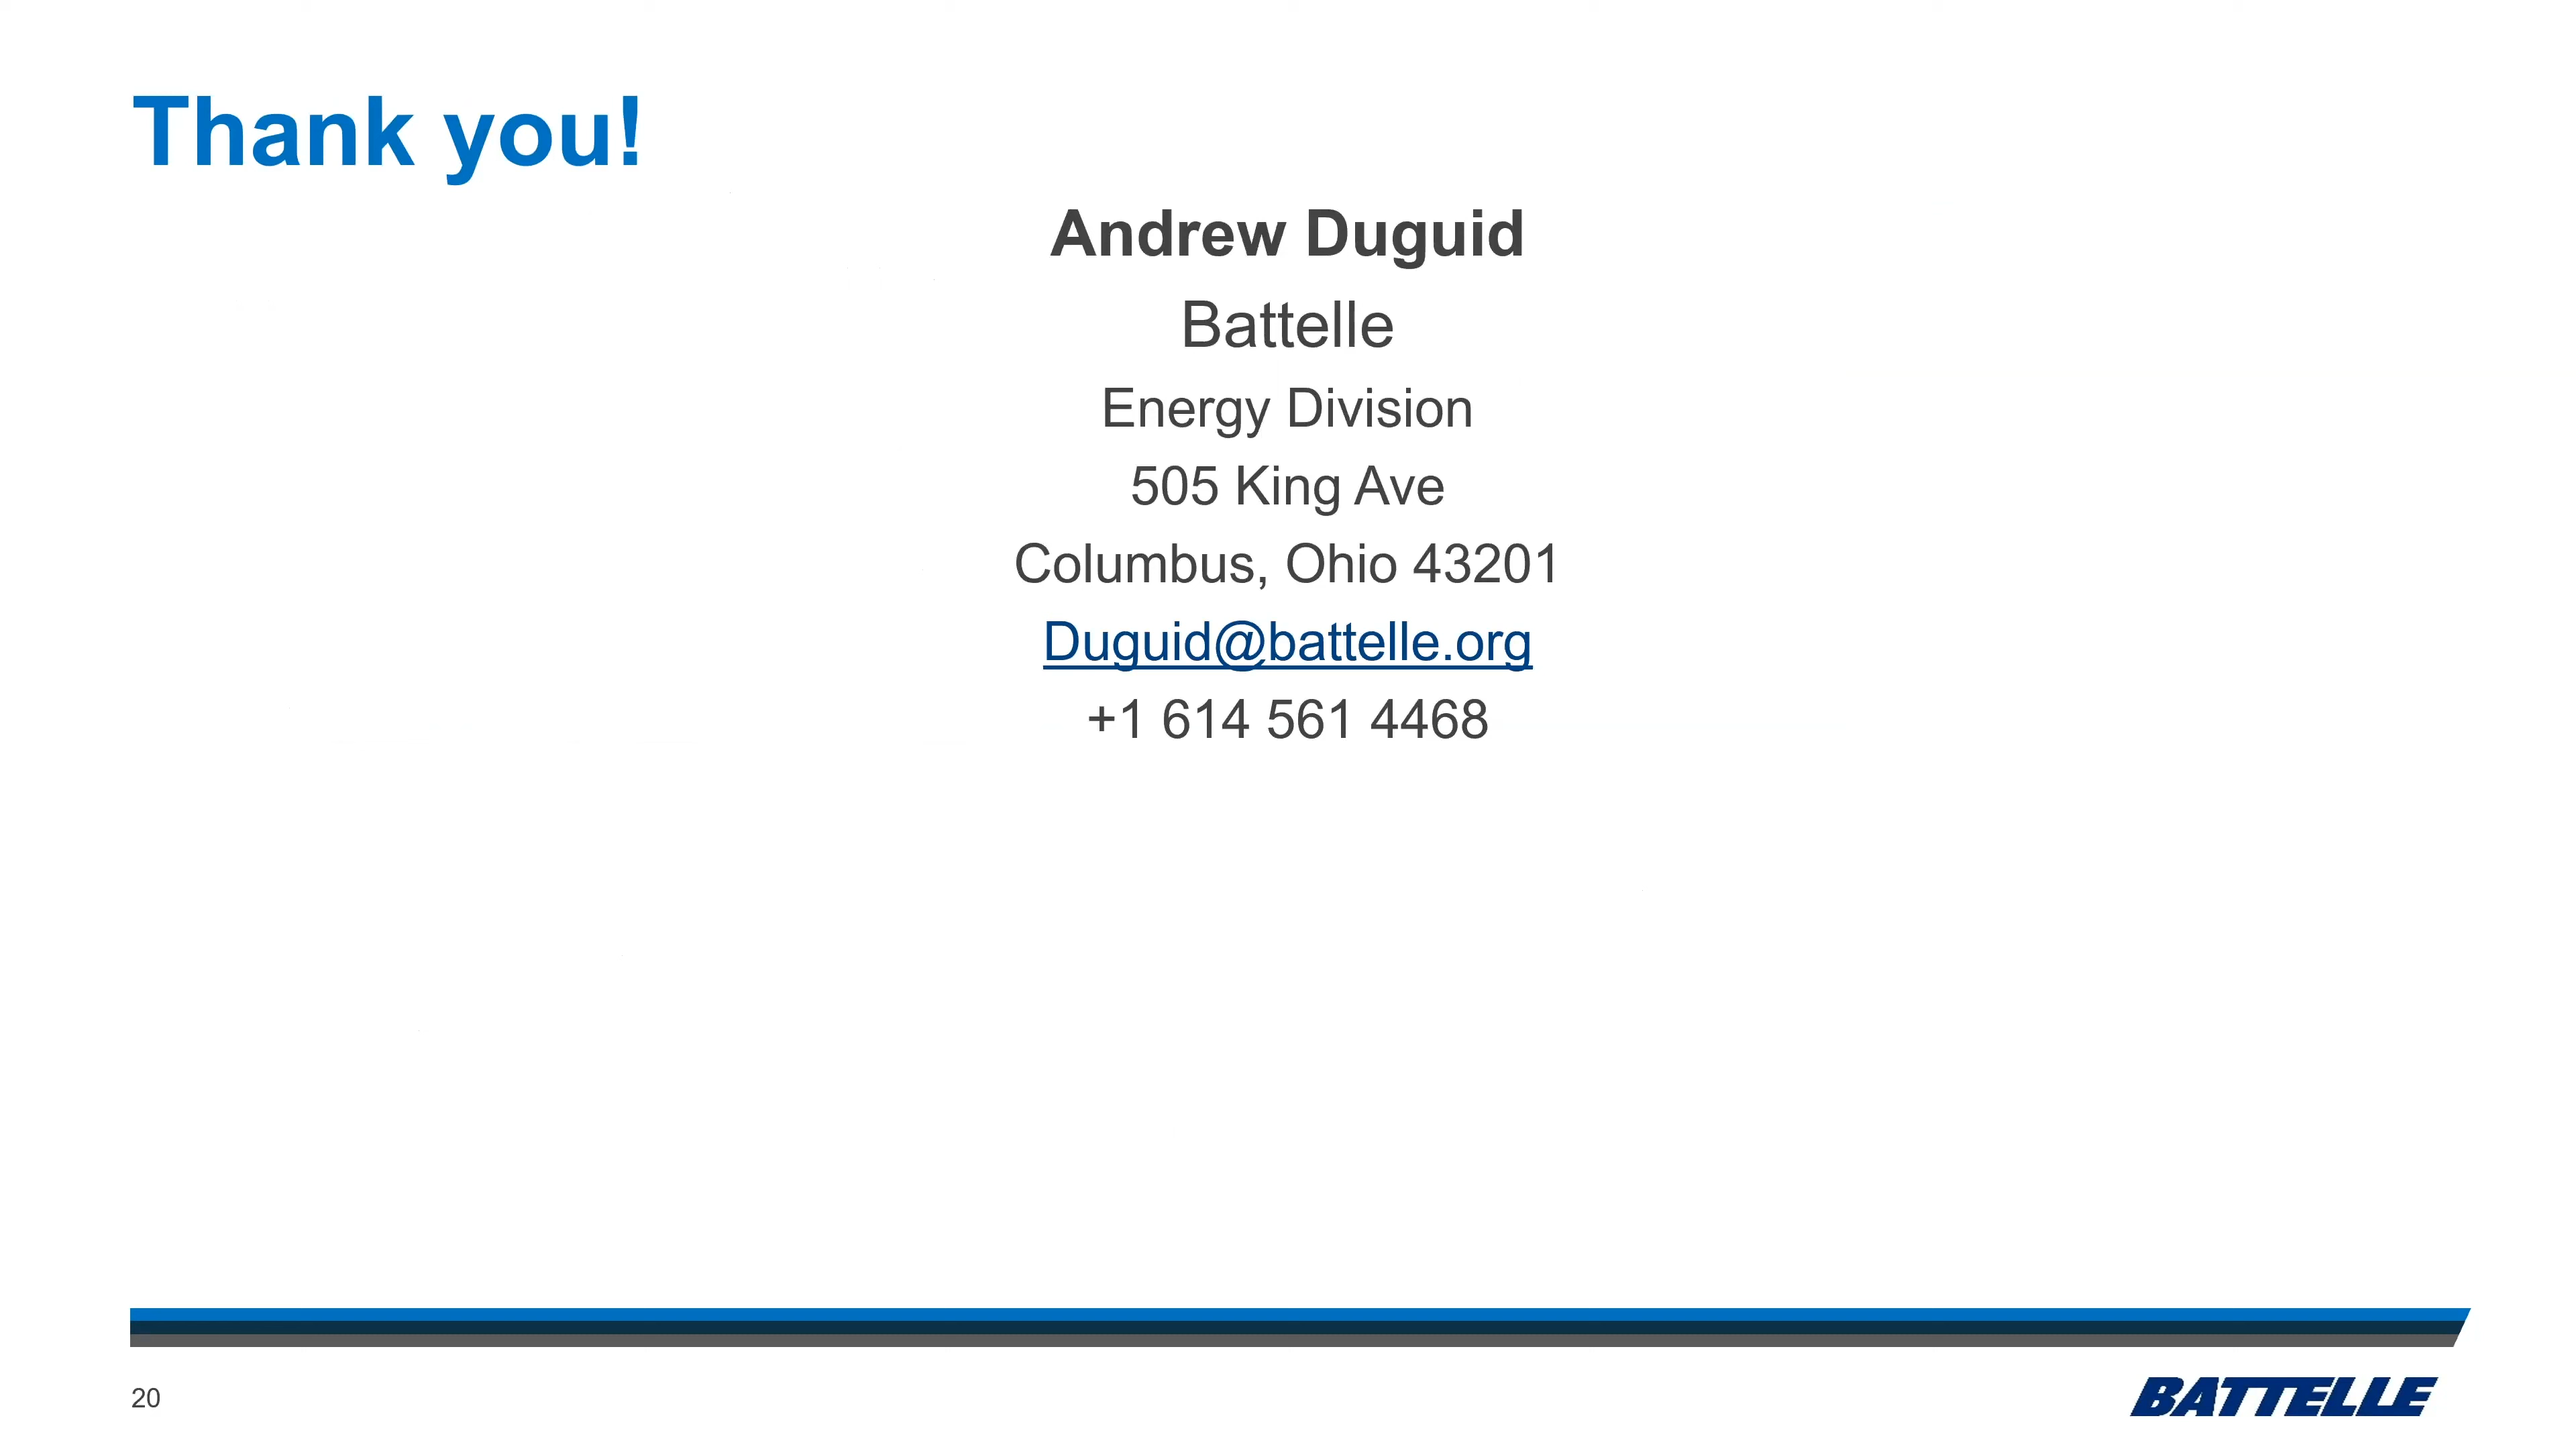 Thank you!
Andrew Duguid
Battelle
Energy Division
505 King Ave
Columbus, Ohio 43201
Duguid@battelle.org
+1 614 561 4468
20
BATTELLE